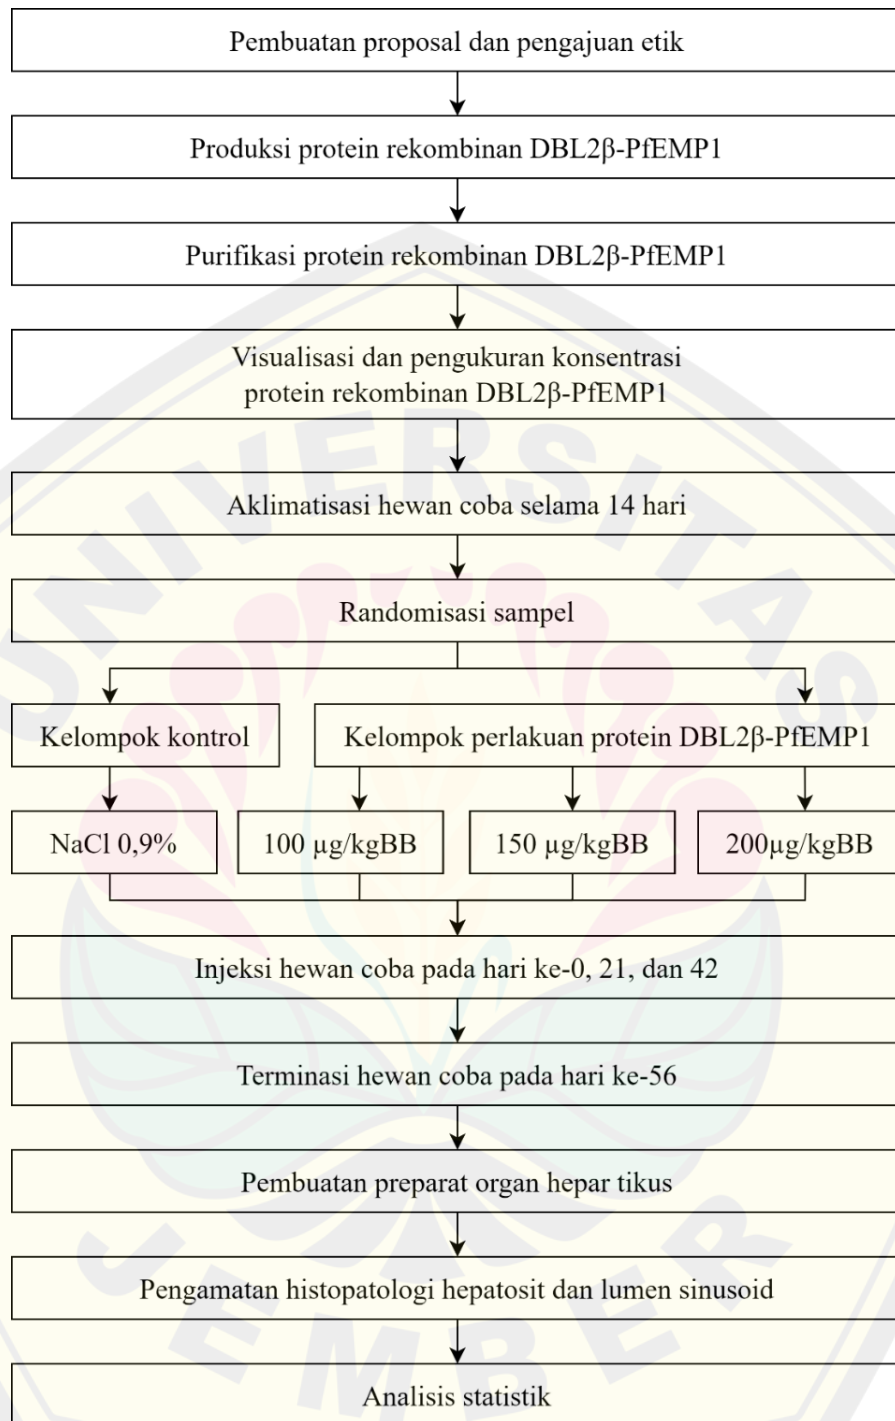 Pembuatan proposal dan pengajuan etik
Produksi protein rekombinan DBL2β-PfEMP1
Purifikasi protein rekombinan DBL2β-PfEMP1
Visualisasi dan pengukuran konsentrasi
protein rekombinan DBL2β-PfEMP1
UNIVERSITAS
Aklimatisasi hewan coba selama 14 hari
Randomisasi sampel
Kelompok kontrol
Kelompok perlakuan protein DBL2β-PfEMP1
NaCl 0,9%
100 µg/kgBB
150 µg/kgBB
200µg/kgBB
Injeksi hewan coba pada hari ke-0, 21, dan 42
Terminasi hewan coba pada hari ke-56
Pembuatan preparat organ hepar tikus
Pengamatan histopatologi hepatosit dan lumen sinusoid
JEMBER
Analisis statistik